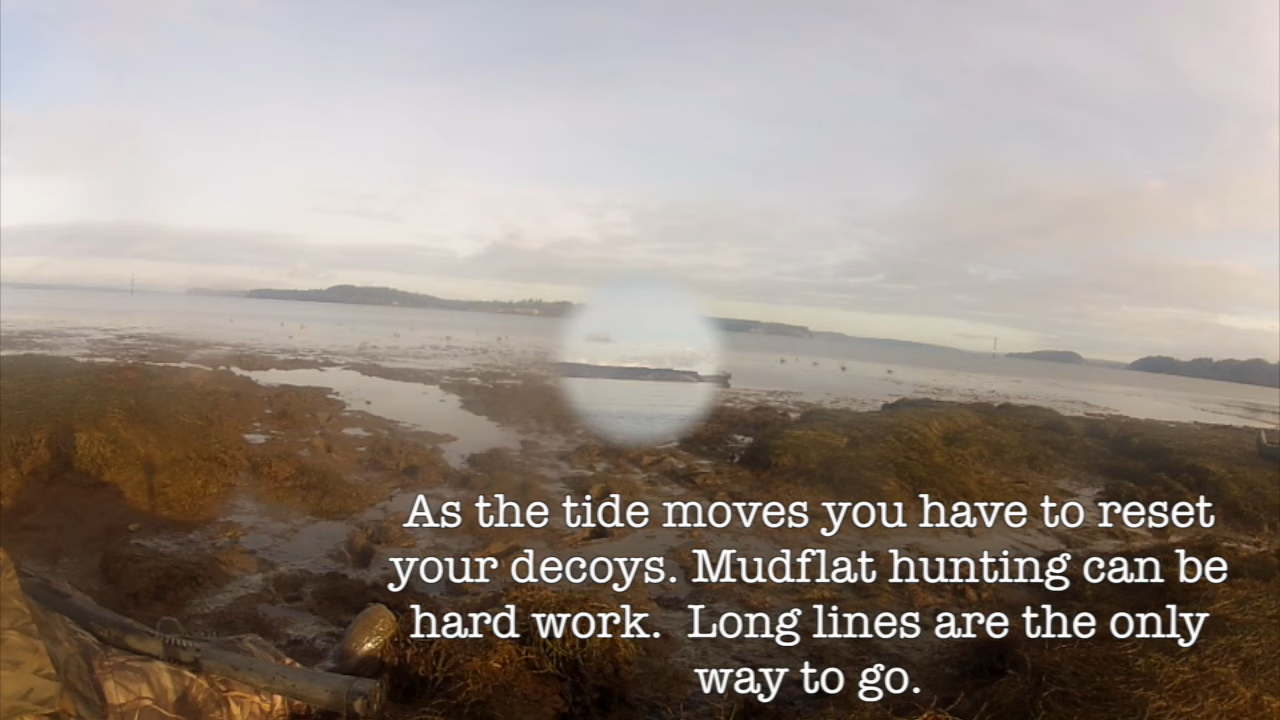 As the tide moves you have to reset
your decoys. Mudflat hunting can be
hard work.  Long lines are the only
way to go.